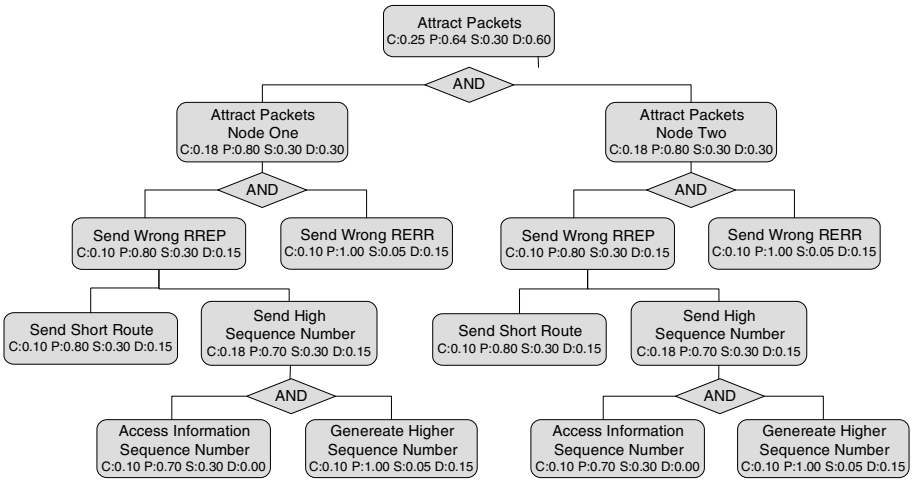 Attract Packets
C:0.25 P:0.64 S:0.30 D:0.60
AND
Attract Packets
Node One
C:0.18 P:0.80 S:0.30 D:0.30
Attract Packets
Node Two
C:0.18 P:0.80 S:0.30 D:0.30
AND
AND
Send Wrong RREP
C:0.10 P:0.80 S:0.30 D:0.15
Send Wrong RERR
C:0.10 P:1.00 S:0.05 D:0.15
Send Wrong RREP
C:0.10 P:0.80 S:0.30 D:0.15
Send Wrong RERR
C:0.10 P:1.00 S:0.05 D:0.15
Send Short Route
C:0.10 P:0.80 S:0.30 D:0.15
Send High
Sequence Number
C:0.18 P:0.70 S:0.30 D:0.15
Send Short Route
C:0.10 P:0.80 S:0.30 D:0.15
Send High
Sequence Number
C:0.18 P:0.70 S:0.30 D:0.15
AND
AND
Access Information
Sequence Number
C:0.10 P:0.70 S:0.30 D:0.00
Genereate Higher
Sequence Number
C:0.10 P:1.00 S:0.05 D:0.15
Access Information
Sequence Number
C:0.10 P:0.70 S:0.30 D:0.00
Genereate Higher
Sequence Number
C:0.10 P:1.00 S:0.05 D:0.15